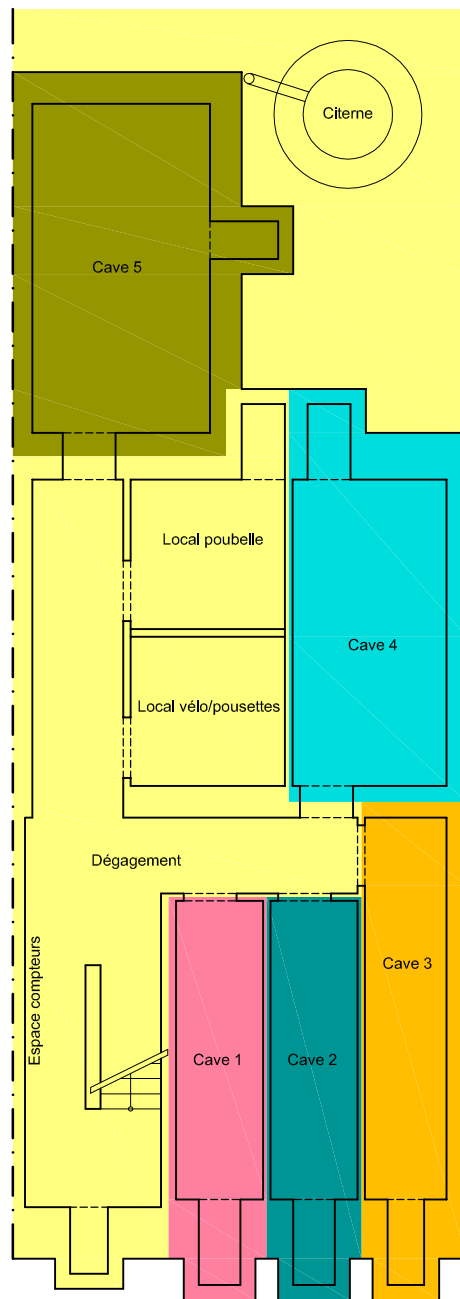 Citerne
Cave 5
Local poubelle
Cave 4
Local vélo/pousettes
Dégagement
Cave 3
Espace compteurs
Cave 1
Cave 2